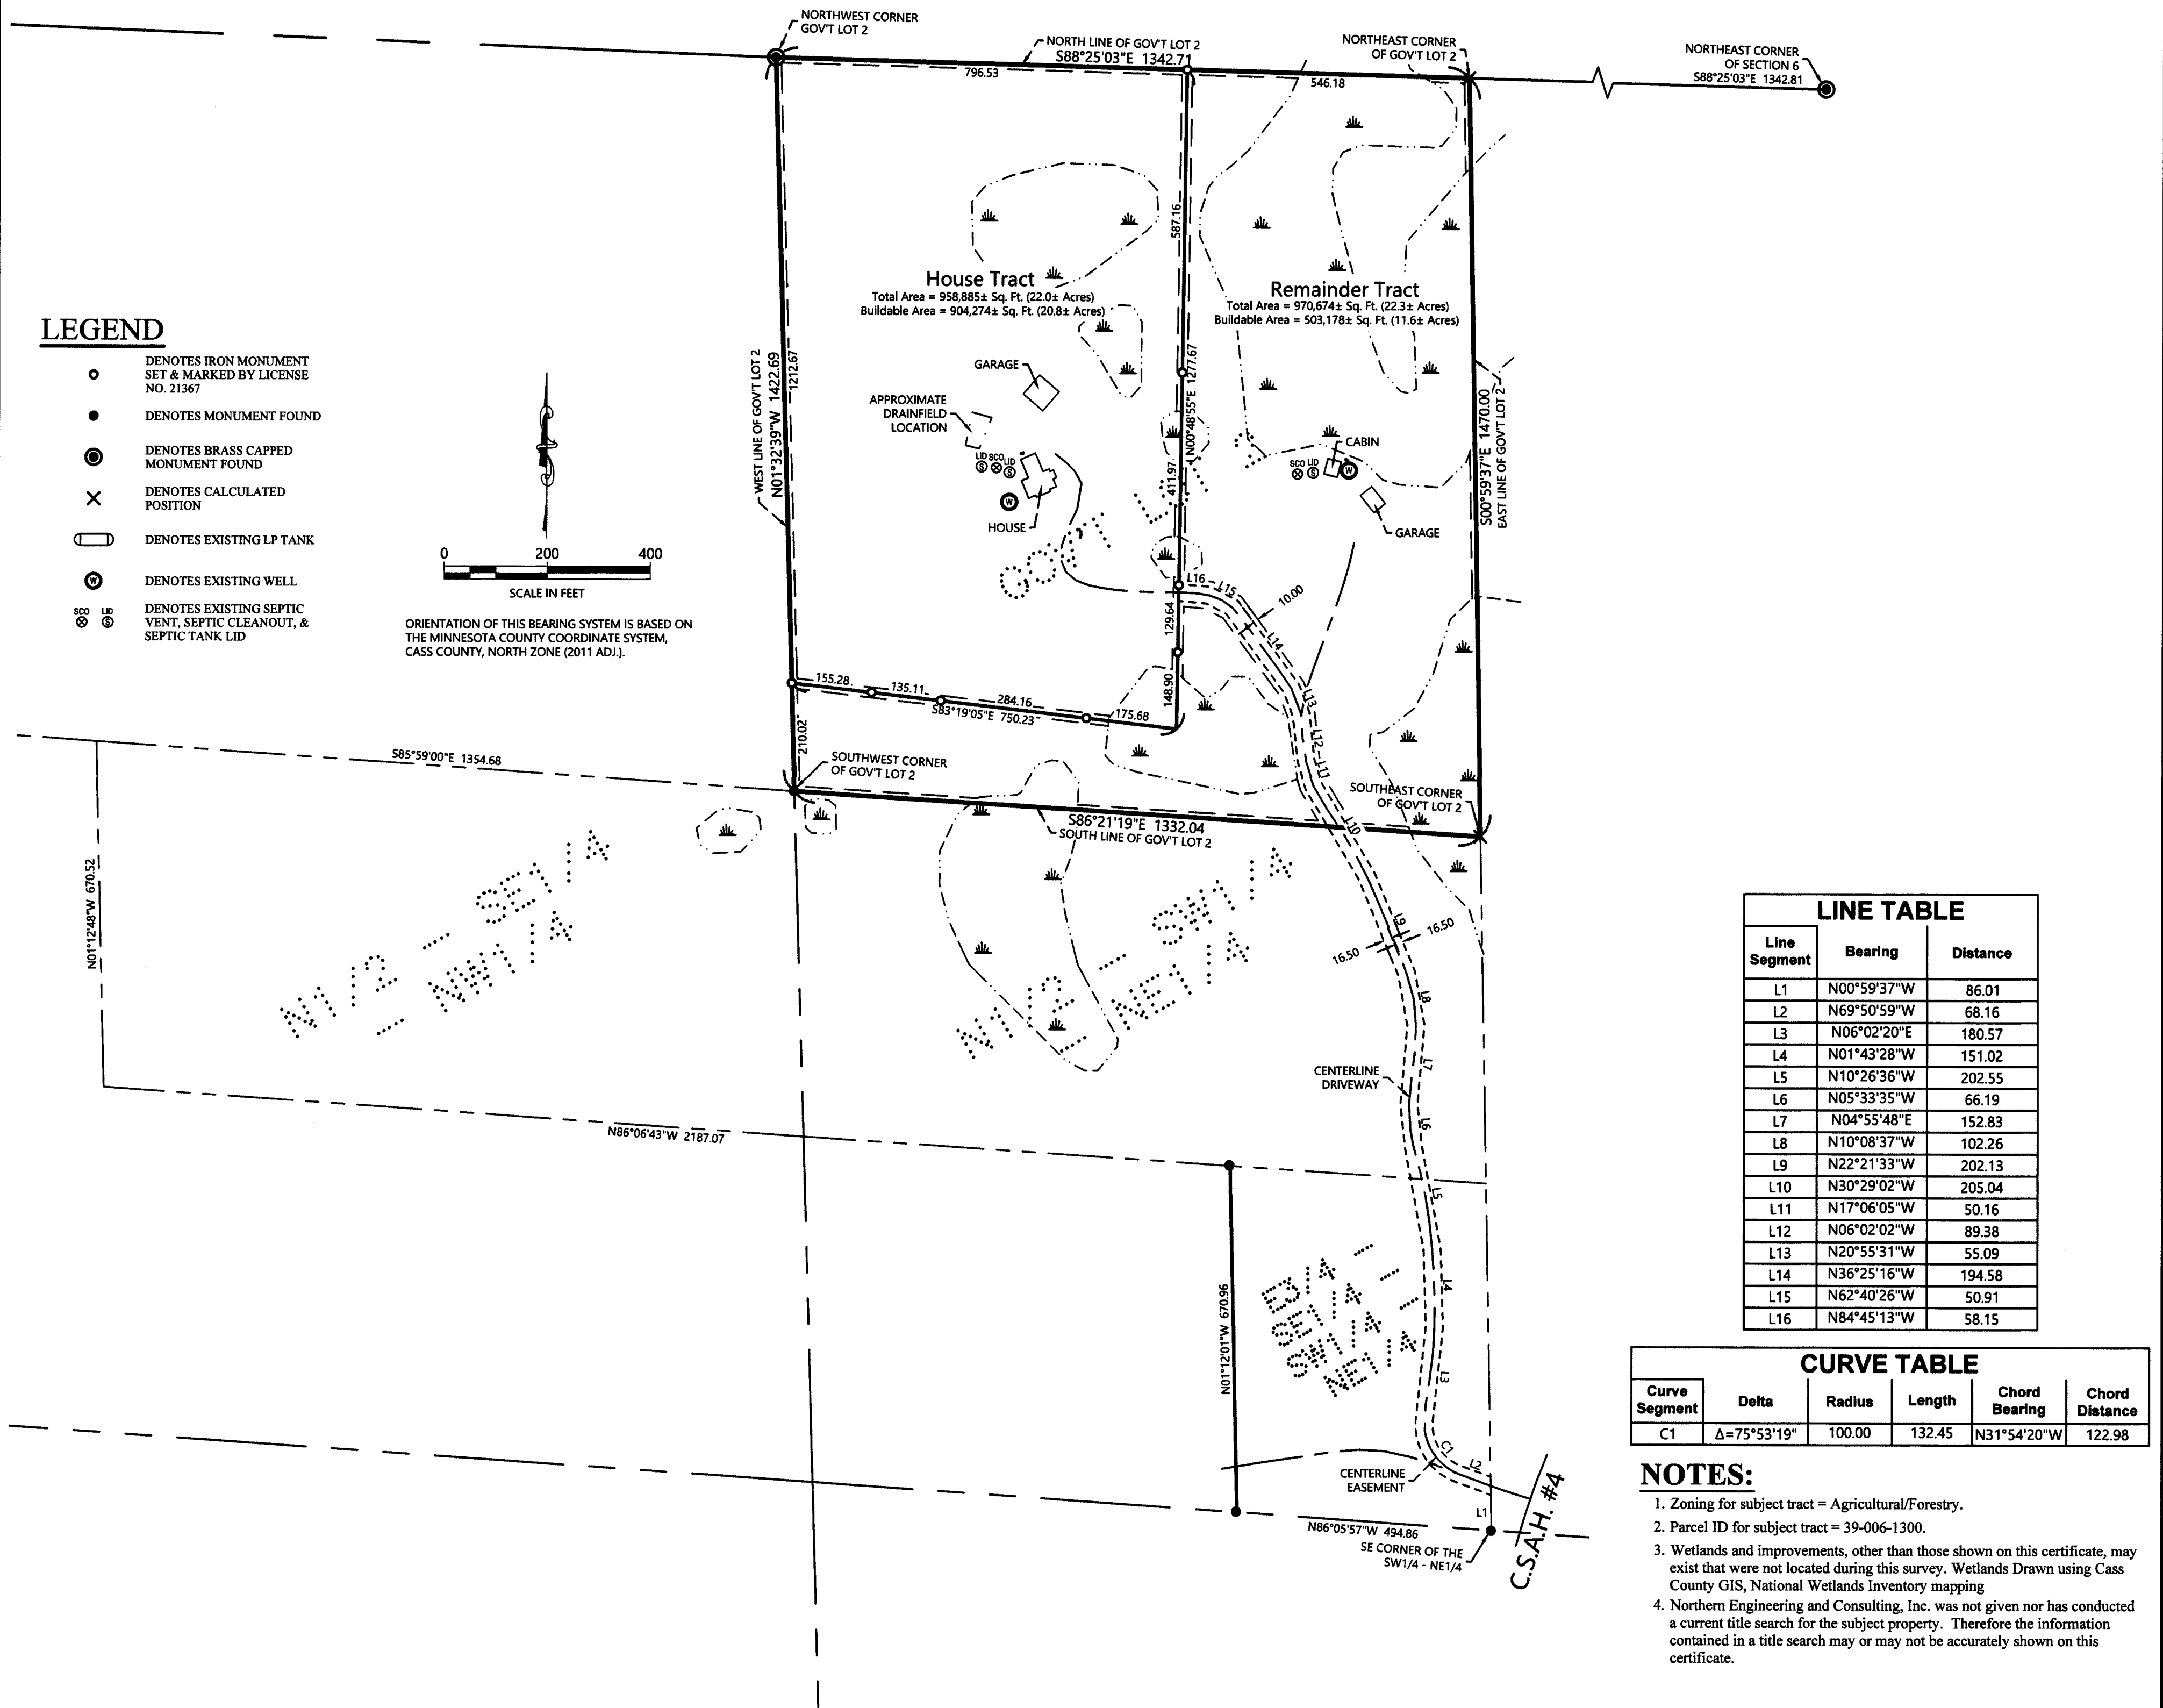 NORTHWEST CORNER
GOV'T LOT 2
NORTH LINE OF GOV'T LOT 2
S88°25'03"E 1342.71
796.53
546.18
NORTHEAST CORNER
OF GOV'T LOT 2
NORTHEAST CORNER
OF SECTION 6
S88°25'03"E 1342.81
House Tract
Total Area = 958,885± Sq. Ft. (22.0± Acres)
Buildable Area = 904,274± Sq. Ft. (20.8± Acres)
Remainder Tract
Total Area = 970,674± Sq. Ft. (22.3± Acres)
Buildable Area = 503,178± Sq. Ft. (11.6± Acres)
587.16
N00°48'55"E 1277.67
411.97
129.64
148.90
WEST LINE OF GOV'T LOT 2
N01°32'39"W 1422.69
1212.67
210.02
S00°59'37"E 1470.00
EAST LINE OF GOV'T LOT 2
GARAGE
APPROXIMATE
DRAINFIELD
LOCATION
LID SCO LID
S S
W
HOUSE
CABIN
SCO LID
S W
GARAGE
GOV'T LOT 2
L16
L15
10.00
L14
L13
L12
L11
L10
L9
16.50
16.50
L8
L7
L6
L5
L4
L3
C1
L2
L1
155.28
135.11
284.16
175.68
S83°19'05"E 750.23
SOUTHWEST CORNER
OF GOV'T LOT 2
S86°21'19"E 1332.04
SOUTH LINE OF GOV'T LOT 2
SOUTHEAST CORNER
OF GOV'T LOT 2
S85°59'00"E 1354.68
N01°12'48"W 670.52
N1/2 - SE1/4
- NW1/4
N1/2 - SW1/4
- NE1/4
N86°06'43"W 2187.07
CENTERLINE
DRIVEWAY
N01°12'01"W 670.96
E3/4 -
SE1/4 -
SW1/4 -
NE1/4
CENTERLINE
EASEMENT
N86°05'57"W 494.86
SE CORNER OF THE
SW1/4 - NE1/4
C.S.A.H. #4
LEGEND
DENOTES IRON MONUMENT
SET & MARKED BY LICENSE
NO. 21367
DENOTES MONUMENT FOUND
DENOTES BRASS CAPPED
MONUMENT FOUND
DENOTES CALCULATED
POSITION
DENOTES EXISTING LP TANK
W DENOTES EXISTING WELL
SCO LID
S
DENOTES EXISTING SEPTIC
VENT, SEPTIC CLEANOUT, &
SEPTIC TANK LID
0 200 400
SCALE IN FEET
ORIENTATION OF THIS BEARING SYSTEM IS BASED ON
THE MINNESOTA COUNTY COORDINATE SYSTEM,
CASS COUNTY, NORTH ZONE (2011 ADJ.).
LINE TABLE
Line
Segment Bearing Distance
L1 N00°59'37"W 86.01
L2 N69°50'59"W 68.16
L3 N06°02'20"E 180.57
L4 N01°43'28"W 151.02
L5 N10°26'36"W 202.55
L6 N05°33'35"W 66.19
L7 N04°55'48"E 152.83
L8 N10°08'37"W 102.26
L9 N22°21'33"W 202.13
L10 N30°29'02"W 205.04
L11 N17°06'05"W 50.16
L12 N06°02'02"W 89.38
L13 N20°55'31"W 55.09
L14 N36°25'16"W 194.58
L15 N62°40'26"W 50.91
L16 N84°45'13"W 58.15
CURVE TABLE
Curve
Segment Delta Radius Length Chord
Bearing Chord
Distance
C1 Δ=75°53'19" 100.00 132.45 N31°54'20"W 122.98
NOTES:
1. Zoning for subject tract = Agricultural/Forestry.
2. Parcel ID for subject tract = 39-006-1300.
3. Wetlands and improvements, other than those shown on this certificate, may
exist that were not located during this survey. Wetlands Drawn using Cass
County GIS, National Wetlands Inventory mapping
4. Northern Engineering and Consulting, Inc. was not given nor has conducted
a current title search for the subject property. Therefore the information
contained in a title search may or may not be accurately shown on this
certificate.